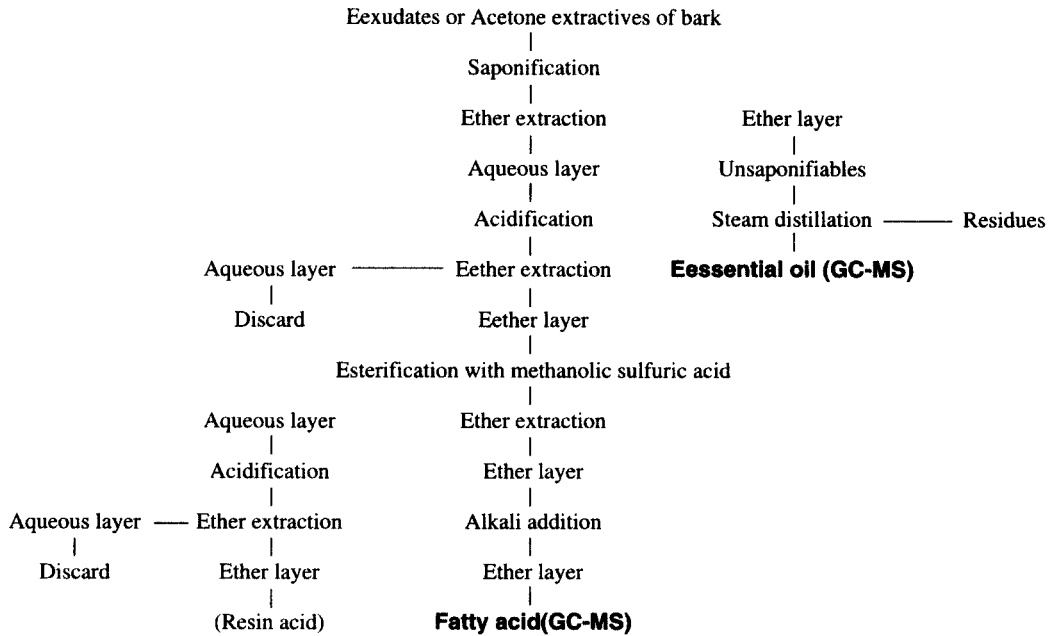 Eexudates or Acetone extractives of bark
Saponification
Ether extraction Ether layer
Aqueous layer Unsaponifiables
Acidification Steam distillation Residues
Aqueous layer Eether extraction Eessential oil (GC-MS)
Discard Eether layer
Esterification with methanolic sulfuric acid
Aqueous layer Ether extraction
Acidification Ether layer
Aqueous layer Ether extraction Alkali addition
Discard Ether layer Ether layer
(Resin acid) Fatty acid(GC-MS)